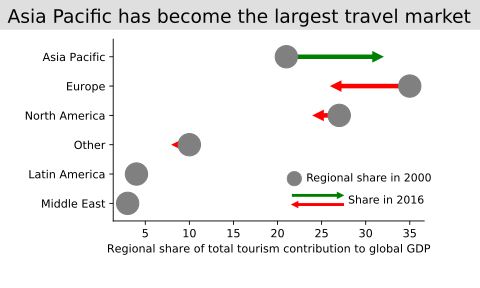 Asia Pacific has become the largest travel market
Asia Pacific
Europe
North America
Other
Latin America
Middle East
Regional share in 2000
Share in 2016
5 10 15 20 25 30 35
Regional share of total tourism contribution to global GDP